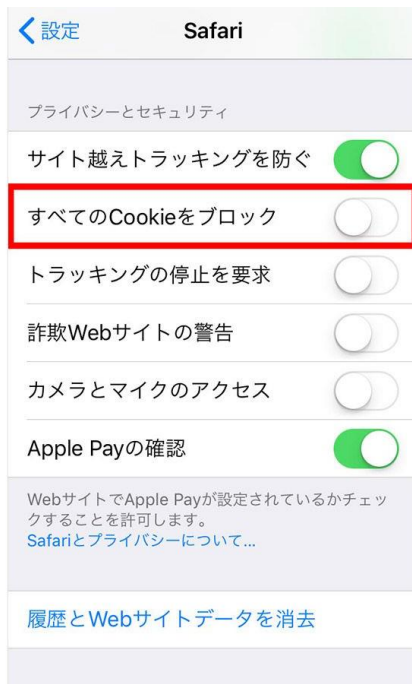 設定
Safari
プライバシーとセキュリティ
サイト越えトラッキングを防ぐ
すべてのCookieをブロック
トラッキングの停止を要求
詐欺Webサイトの警告
カメラとマイクのアクセス
Apple Payの確認
WebサイトでApple Payが設定されているかチェッ
クすることを許可します。
Safariとプライバシーについて...
履歴とWebサイトデータを消去